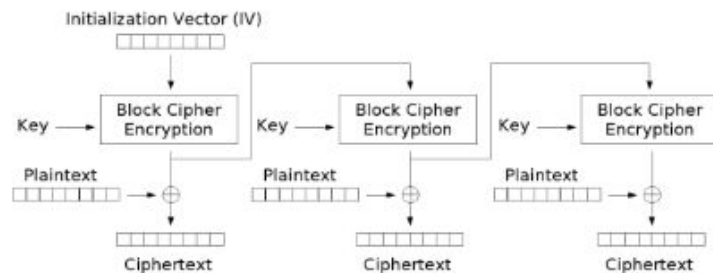 Initialization Vector (IV)
Block Cipher
Encryption
Block Cipher
Encryption
Block Cipher
Encryption
Key
Key
Key
Plaintext
Plaintext
Plaintext
Ciphertext
Ciphertext
Ciphertext